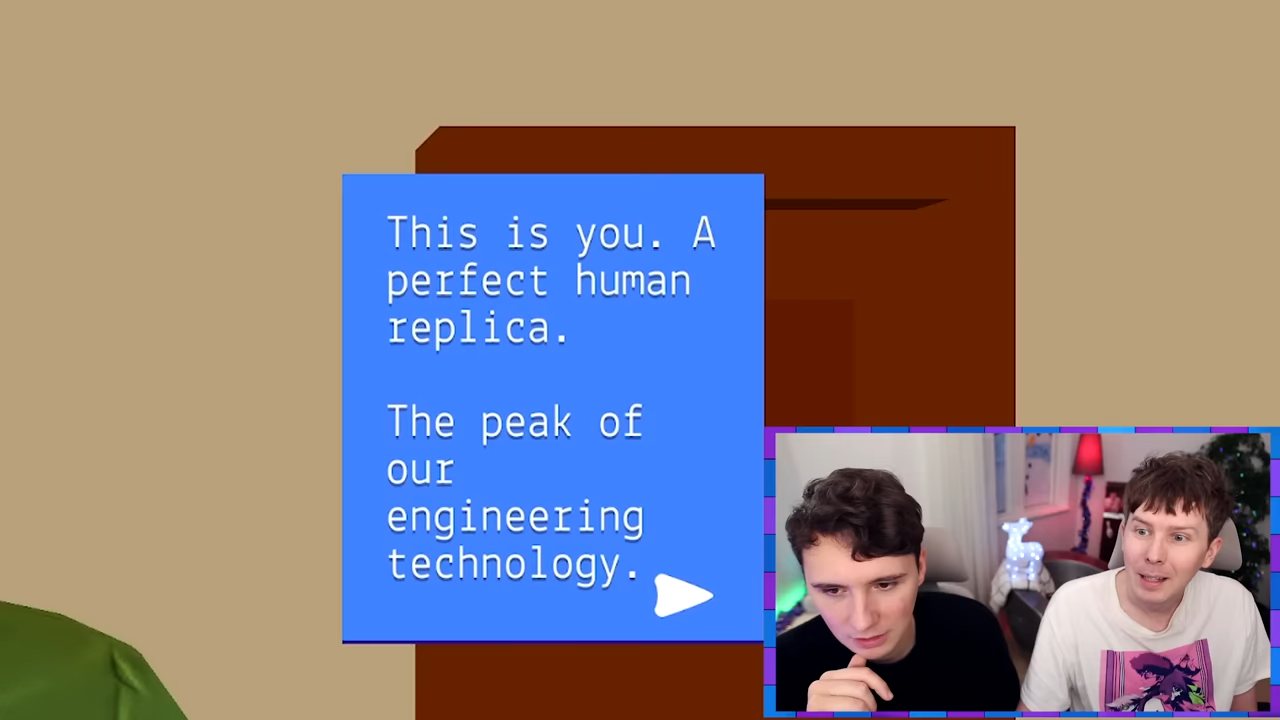 This is you. A
perfect human
replica.
The peak of
our
engineering
technology.